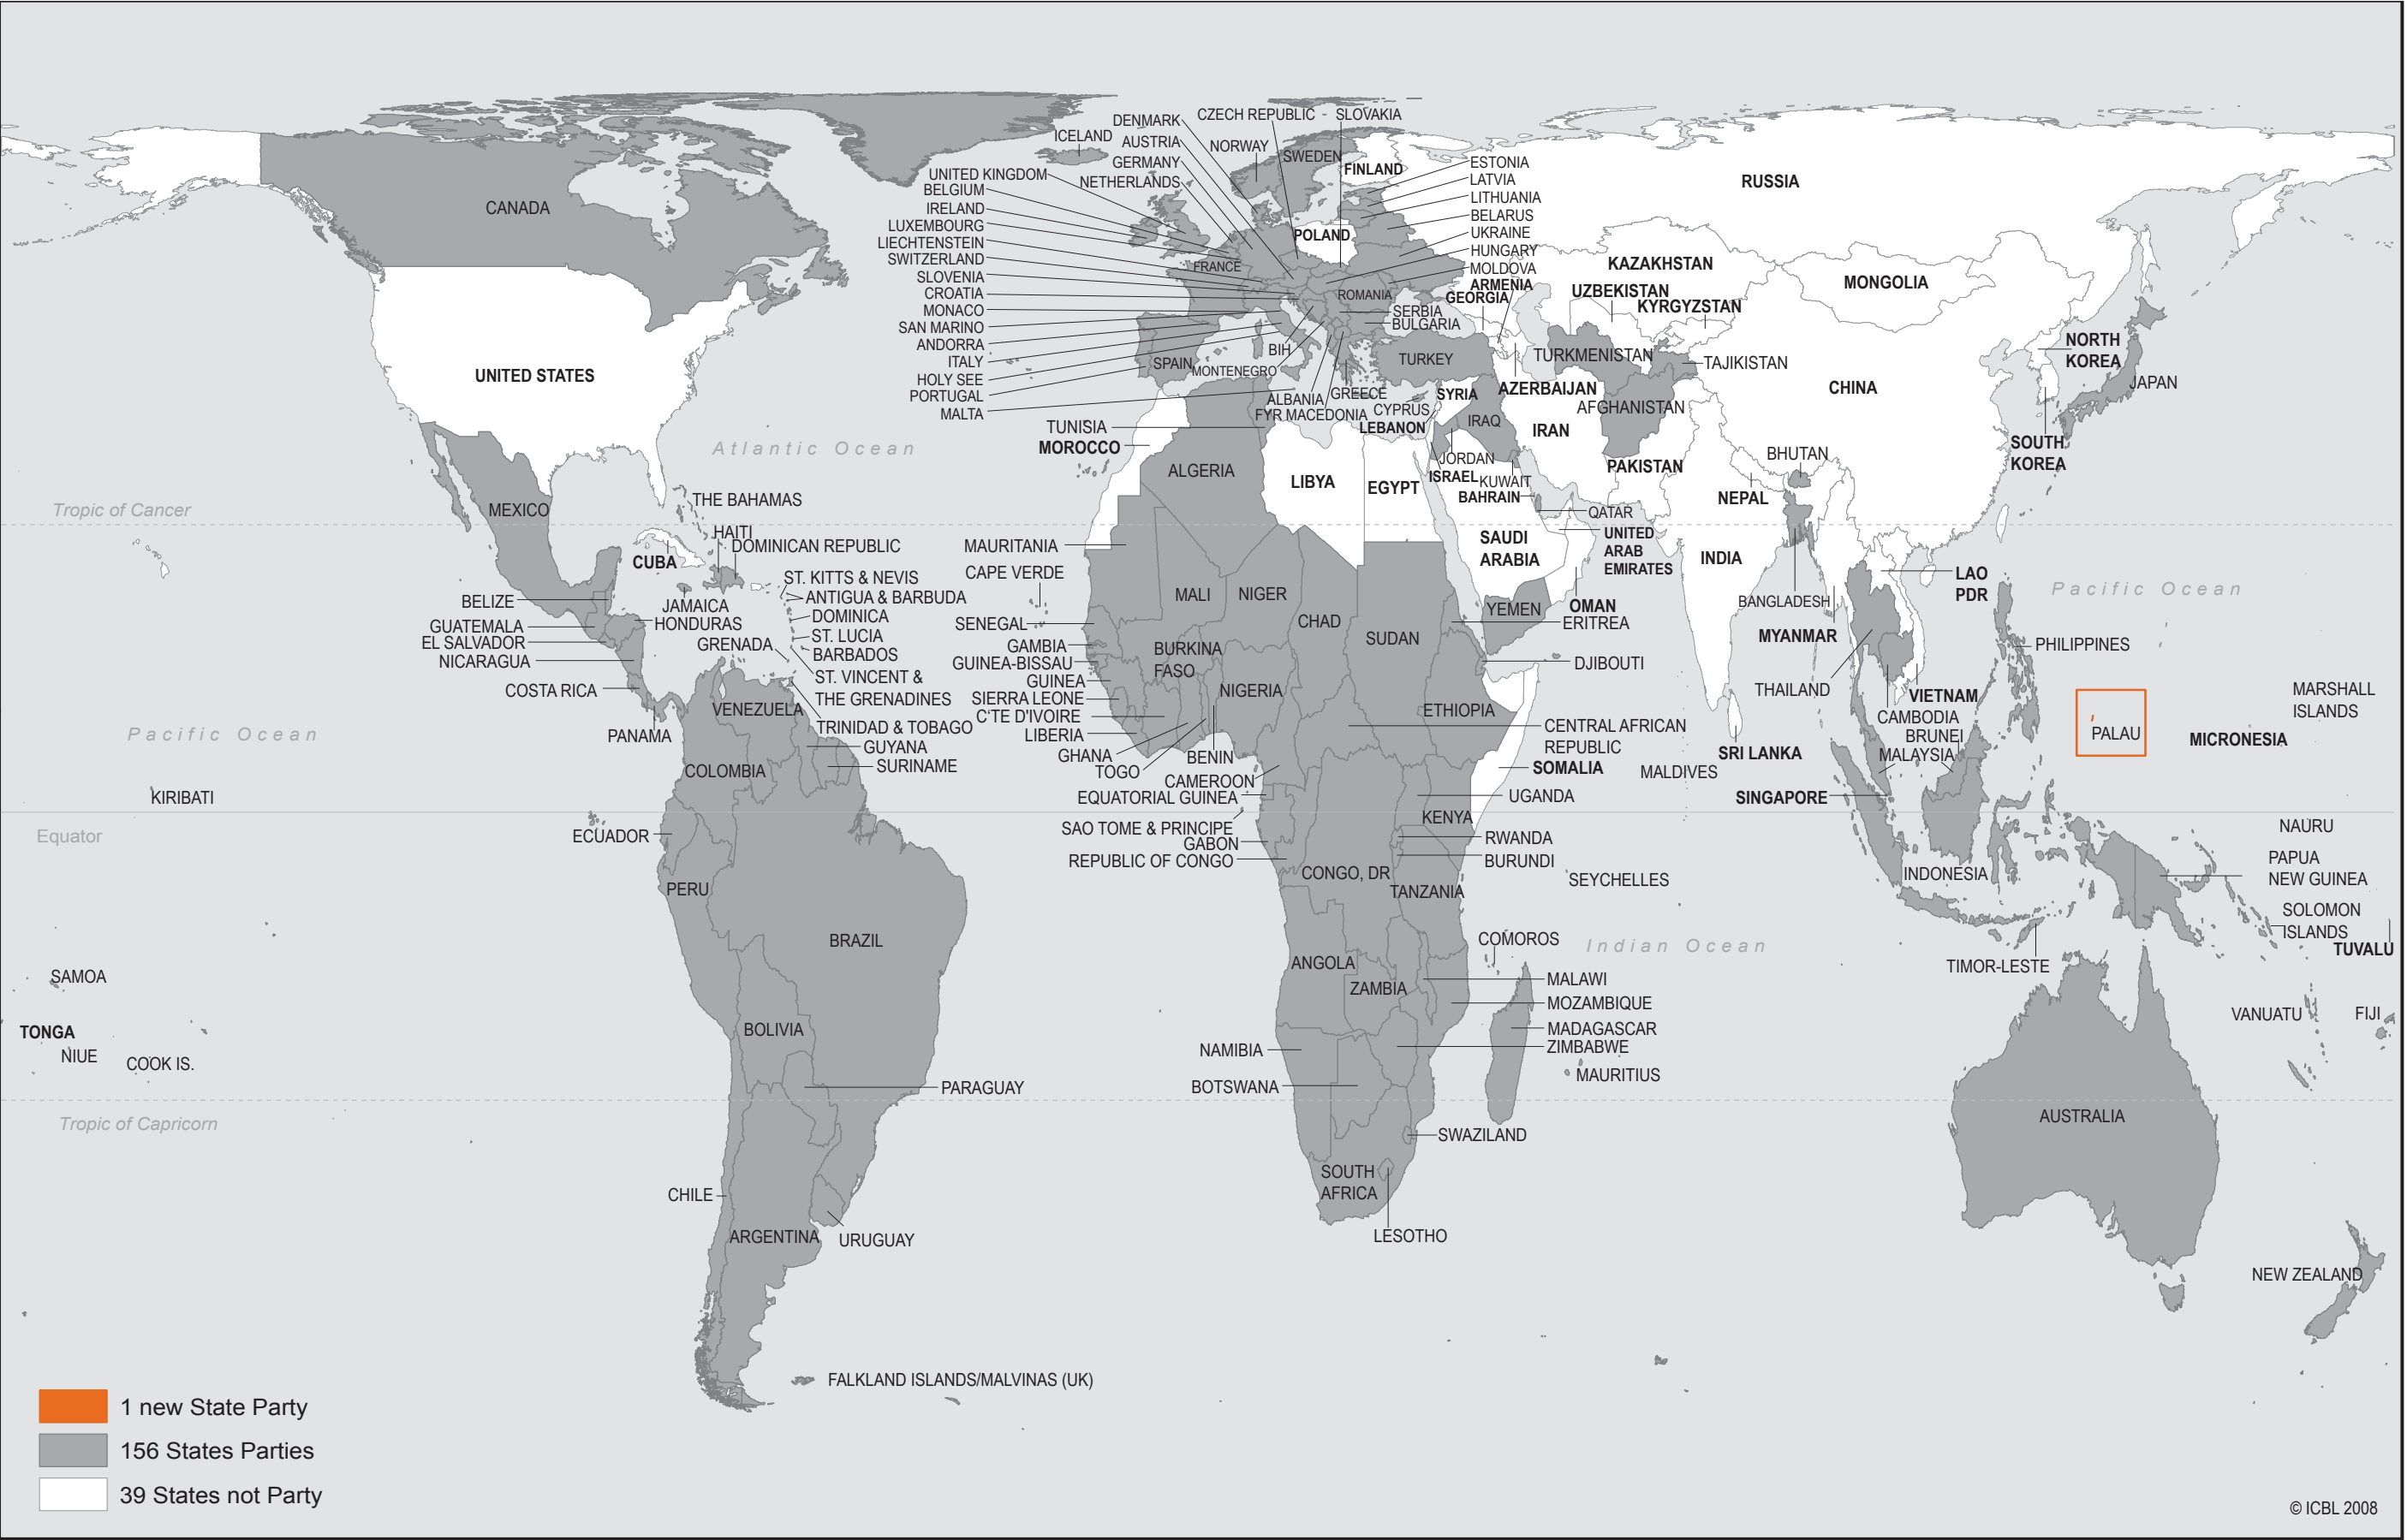 DENMARK
CZECH REPUBLIC - SLOVAKIA
ICELAND
AUSTRIA
NORWAY
SWEDEN
GERMANY
FINLAND
ESTONIA
UNITED KINGDOM
NETHERLANDS
LATVIA
RUSSIA
BELGIUM
LITHUANIA
CANADA
IRELAND
BELARUS
LUXEMBOURG
POLAND
UKRAINE
LIECHTENSTEIN
HUNGARY
SWITZERLAND
FRANCE
MOLDOVA
KAZAKHSTAN
SLOVENIA
ARMENIA
MONGOLIA
CROATIA
ROMANIA
GEORGIA
UZBEKISTAN
MONACO
SERBIA
KYRGYZSTAN
SAN MARINO
BULGARIA
ANDORRA
BIH
NORTH
KOREA
ITALY
SPAIN
MONTENEGRO
TURKEY
TURKMENISTAN
TAJIKISTAN
UNITED STATES
HOLY SEE
JAPAN
PORTUGAL
ALBANIA
GREECE
SYRIA
AZERBAIJAN
CHINA
MALTA
FYR MACEDONIA
CYPRUS
AFGHANISTAN
TUNISIA
LEBANON
IRAQ
IRAN
MOROCCO
SOUTH
KOREA
Atlantic Ocean
ALGERIA
JORDAN
PAKISTAN
BHUTAN
LIBYA
EGYPT
ISRAEL
KUWAIT
BAHRAIN
NEPAL
THE BAHAMAS
Tropic of Cancer
MEXICO
QATAR
HAITI
DOMINICAN REPUBLIC
MAURITANIA
SAUDI
ARABIA
UNITED
ARAB
EMIRATES
CUBA
INDIA
CAPE VERDE
ST. KITTS & NEVIS
LAO
PDR
Pacific Ocean
ANTIGUA & BARBUDA
MALI
NIGER
BELIZE
JAMAICA
DOMINICA
CHAD
YEMEN
OMAN
BANGLADESH
GUATEMALA
HONDURAS
SENEGAL
SUDAN
ERITREA
EL SALVADOR
GRENADA
ST. LUCIA
GAMBIA
BURKINA
FASO
MYANMAR
PHILIPPINES
NICARAGUA
BARBADOS
GUINEA-BISSAU
DJIBOUTI
ST. VINCENT &
THE GRENADINES
GUINEA
COSTA RICA
NIGERIA
THAILAND
VIETNAM
MARSHALL
ISLANDS
SIERRA LEONE
VENEZUELA
C'TE D'IVOIRE
ETHIOPIA
CAMBODIA
TRINIDAD & TOBAGO
LIBERIA
CENTRAL AFRICAN
REPUBLIC
Pacific Ocean
PANAMA
BRUNEI
PALAU
MICRONESIA
GUYANA
GHANA
BENIN
SRI LANKA
MALAYSIA
COLOMBIA
SURINAME
TOGO
SOMALIA
MALDIVES
CAMEROON
KIRIBATI
EQUATORIAL GUINEA
UGANDA
SINGAPORE
KENYA
Equator
ECUADOR
SAO TOME & PRINCIPE
RWANDA
NAURU
GABON
REPUBLIC OF CONGO
BURUNDI
PAPUA
NEW GUINEA
PERU
CONGO, DR
TANZANIA
SEYCHELLES
INDONESIA
SOLOMON
ISLANDS
BRAZIL
COMOROS
Indian Ocean
TUVALU
ANGOLA
TIMOR-LESTE
SAMOA
ZAMBIA
MALAWI
MOZAMBIQUE
VANUATU
FIJI
TONGA
BOLIVIA
MADAGASCAR
NIUE
NAMIBIA
ZIMBABWE
COOK IS.
MAURITIUS
PARAGUAY
BOTSWANA
Tropic of Capricorn
AUSTRALIA
SWAZILAND
CHILE
SOUTH
AFRICA
ARGENTINA
URUGUAY
LESOTHO
NEW ZEALAND
FALKLAND ISLANDS/MALVINAS (UK)
1 new State Party
156 States Parties
39 States not Party
© ICBL 2008